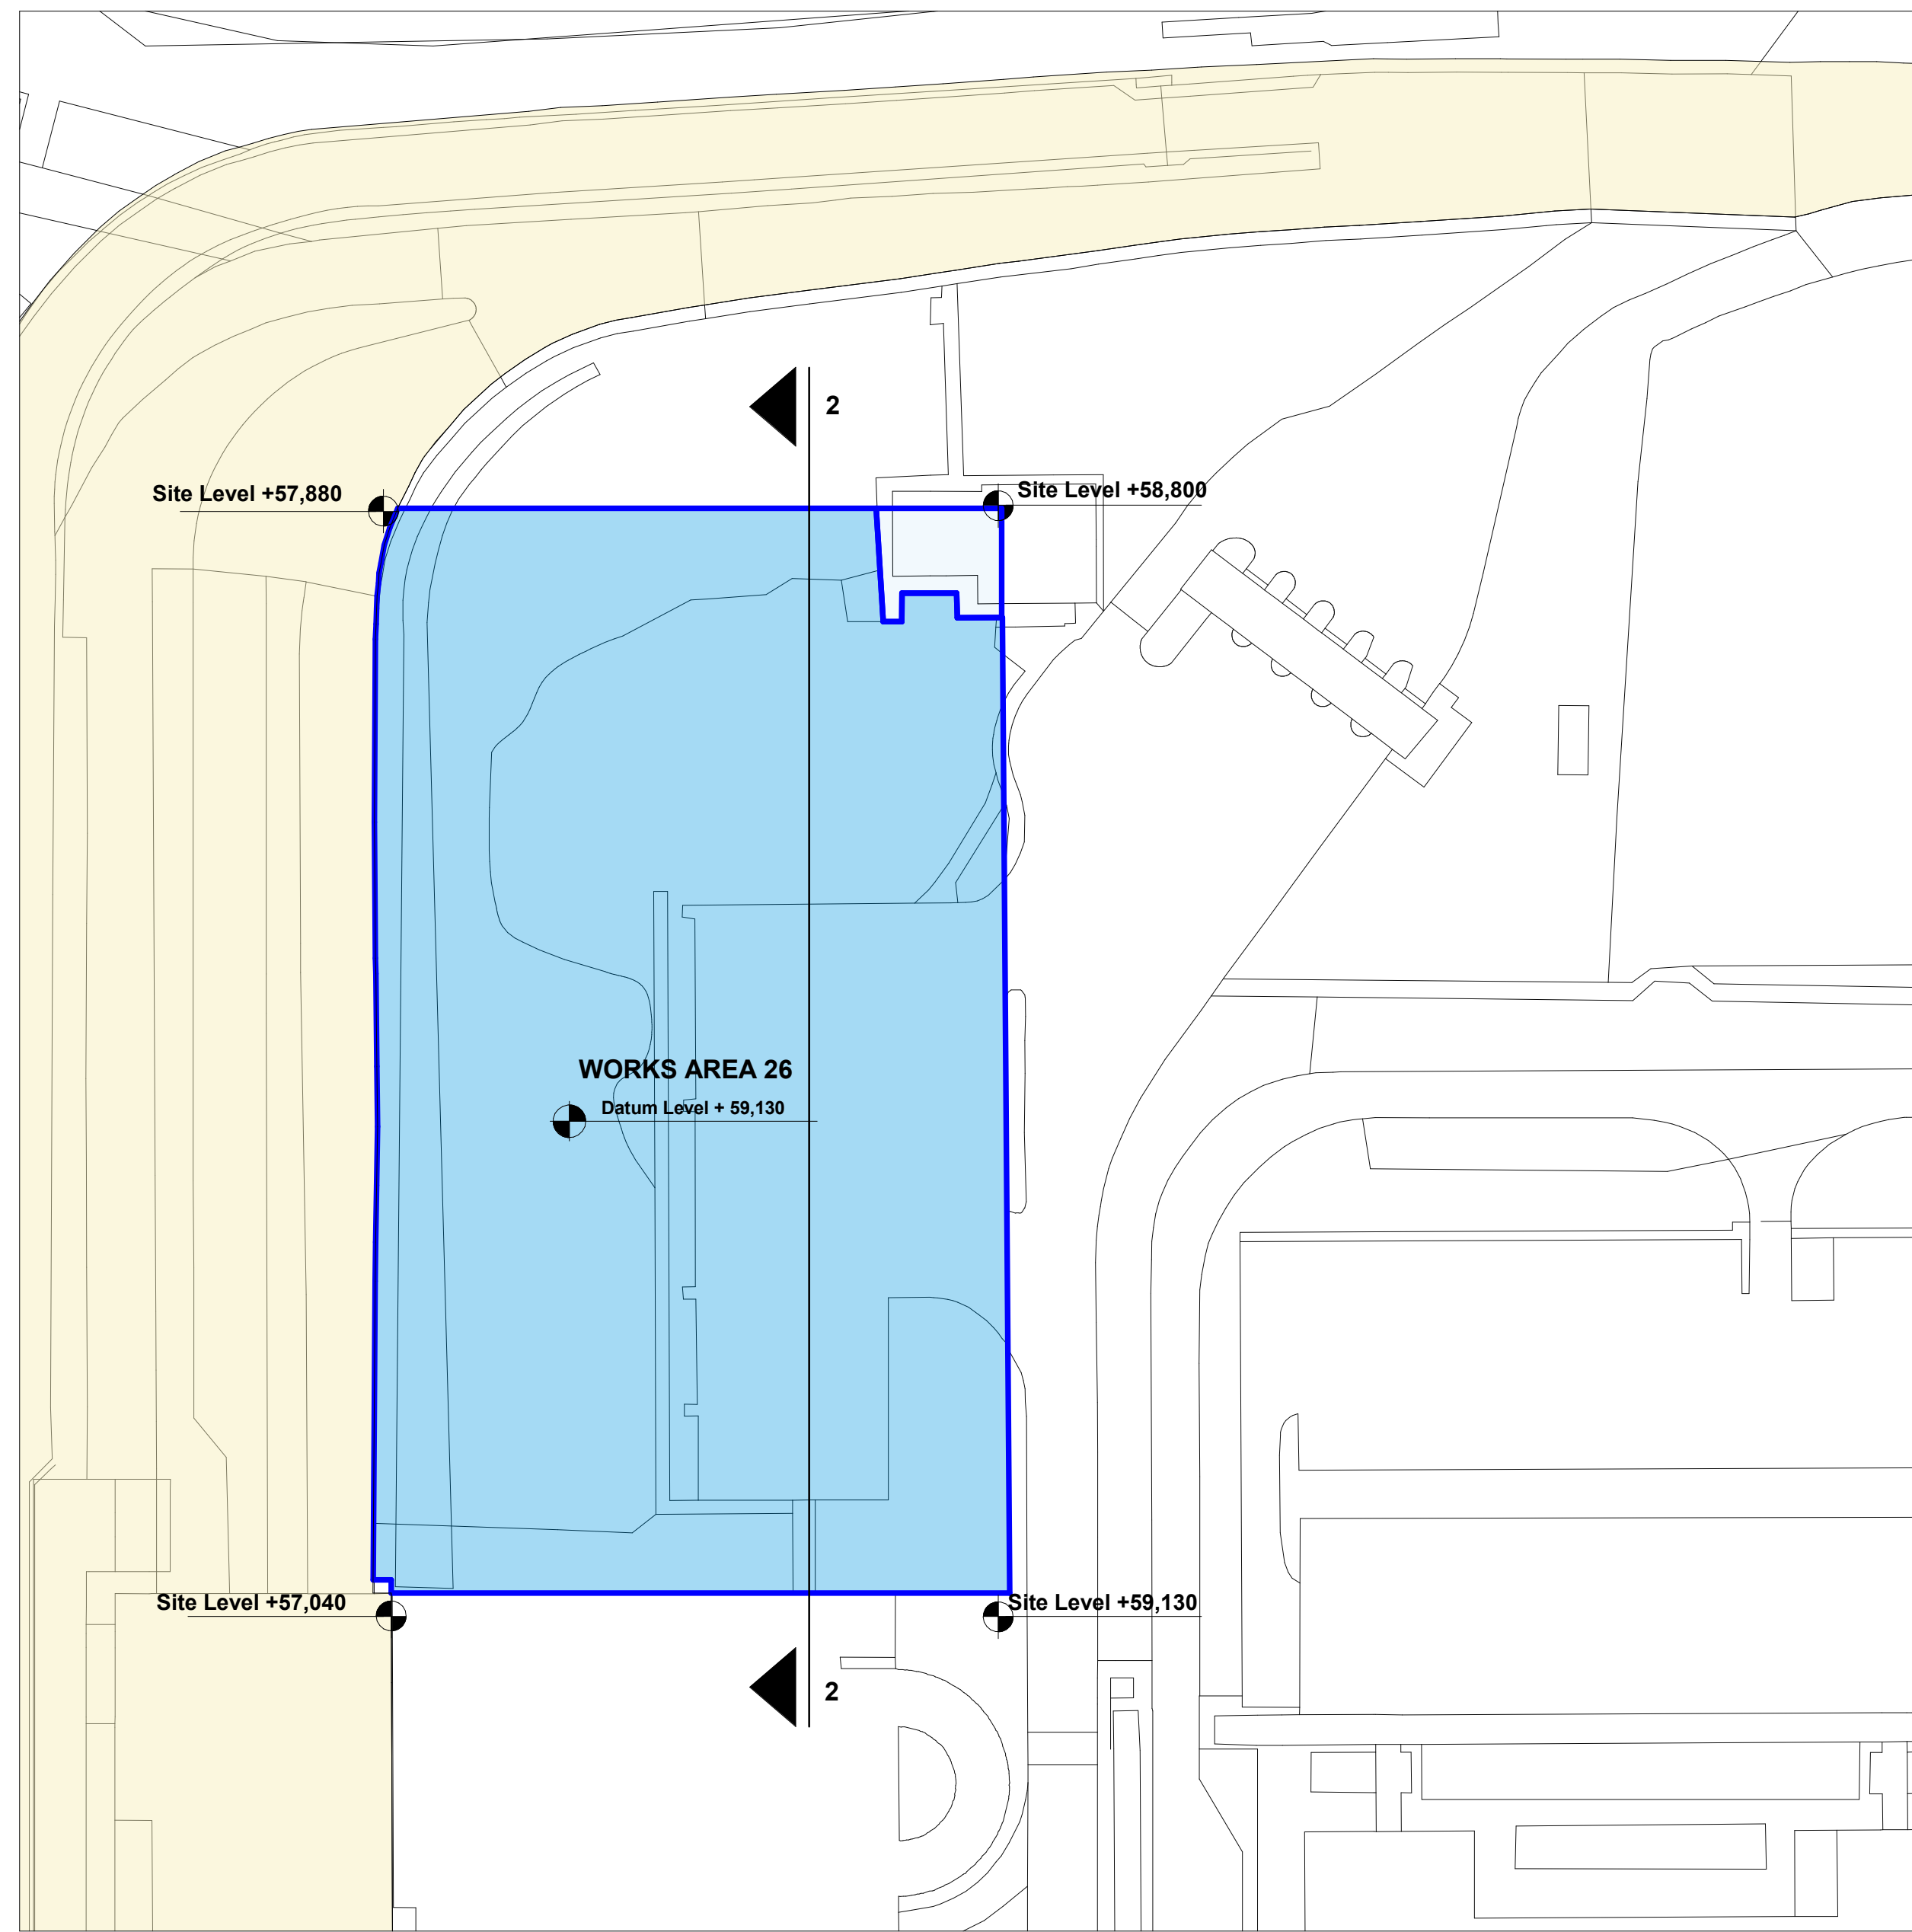 2
Site Level +57,880
Site Level +58,800
WORKS AREA 26
Datum Level + 59,130
Site Level +57,040
Site Level +59,130
2